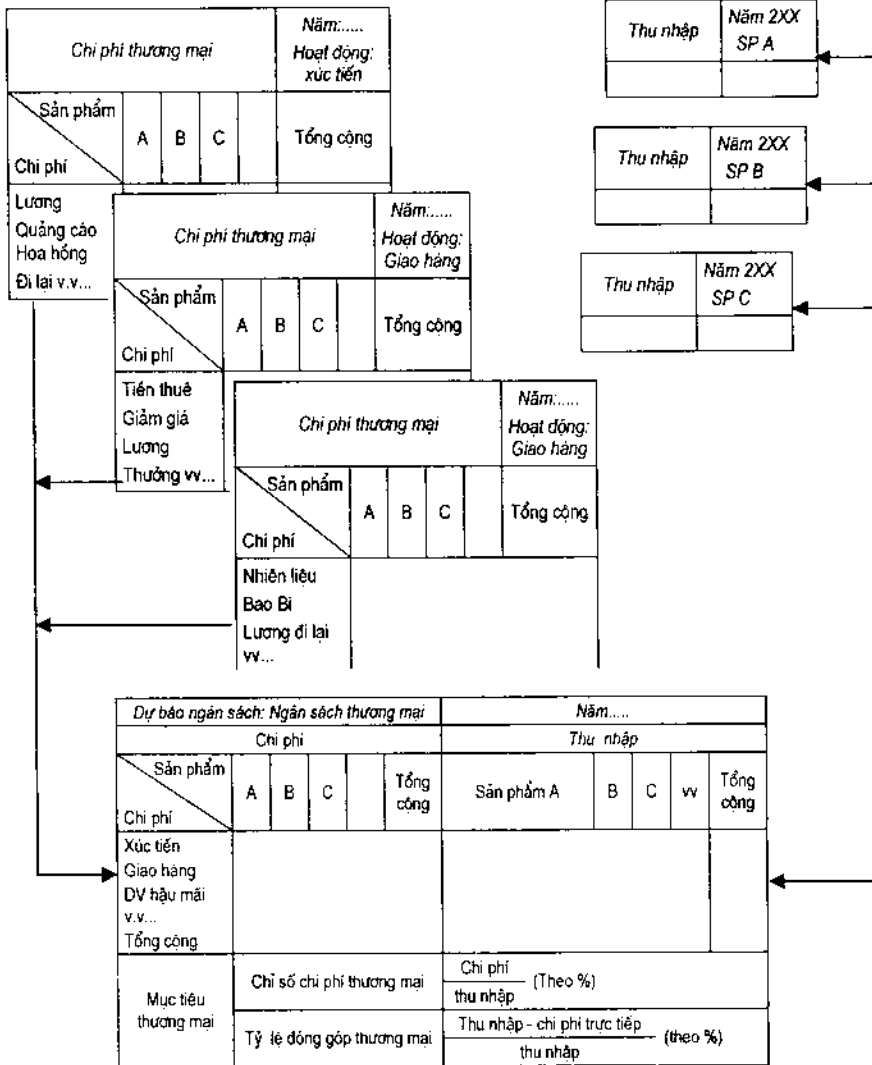 Chi phí thương mại
Năm:.....
Hoạt động:
xúc tiến
Sản phẩm
Chi phí
A B C
Tổng cộng
Lương
Quảng cáo
Hoa hồng
Đi lại v.v...
Chi phí thương mại
Năm:.....
Hoạt động:
Giao hàng
Sản phẩm
Chi phí
A B C
Tổng cộng
Tiền thuê
Giảm giá
Lương
Thưởng vv...
Chi phí thương mại
Năm:.....
Hoạt động:
Giao hàng
Sản phẩm
Chi phí
A B C
Tổng cộng
Nhiên liệu
Bao Bì
Lương đi lại
vv...
Thu nhập
Năm 2XX
SP A
Thu nhập
Năm 2XX
SP B
Thu nhập
Năm 2XX
SP C
Dự báo ngân sách: Ngân sách thương mại Năm.....
Chi phí Thu nhập
Sản phẩm
Chi phí
A B C
Tổng
cộng
Sản phẩm A B C vv
Tổng
cộng
Xúc tiến
Giao hàng
DV hậu mãi
v.v...
Tổng cộng
Mục tiêu
thương mại
Chỉ số chi phí thương mại
Chi phí
thu nhập
(Theo %)
Tỷ lệ đóng góp thương mại
Thu nhập - chi phí trực tiếp
thu nhập
(theo %)